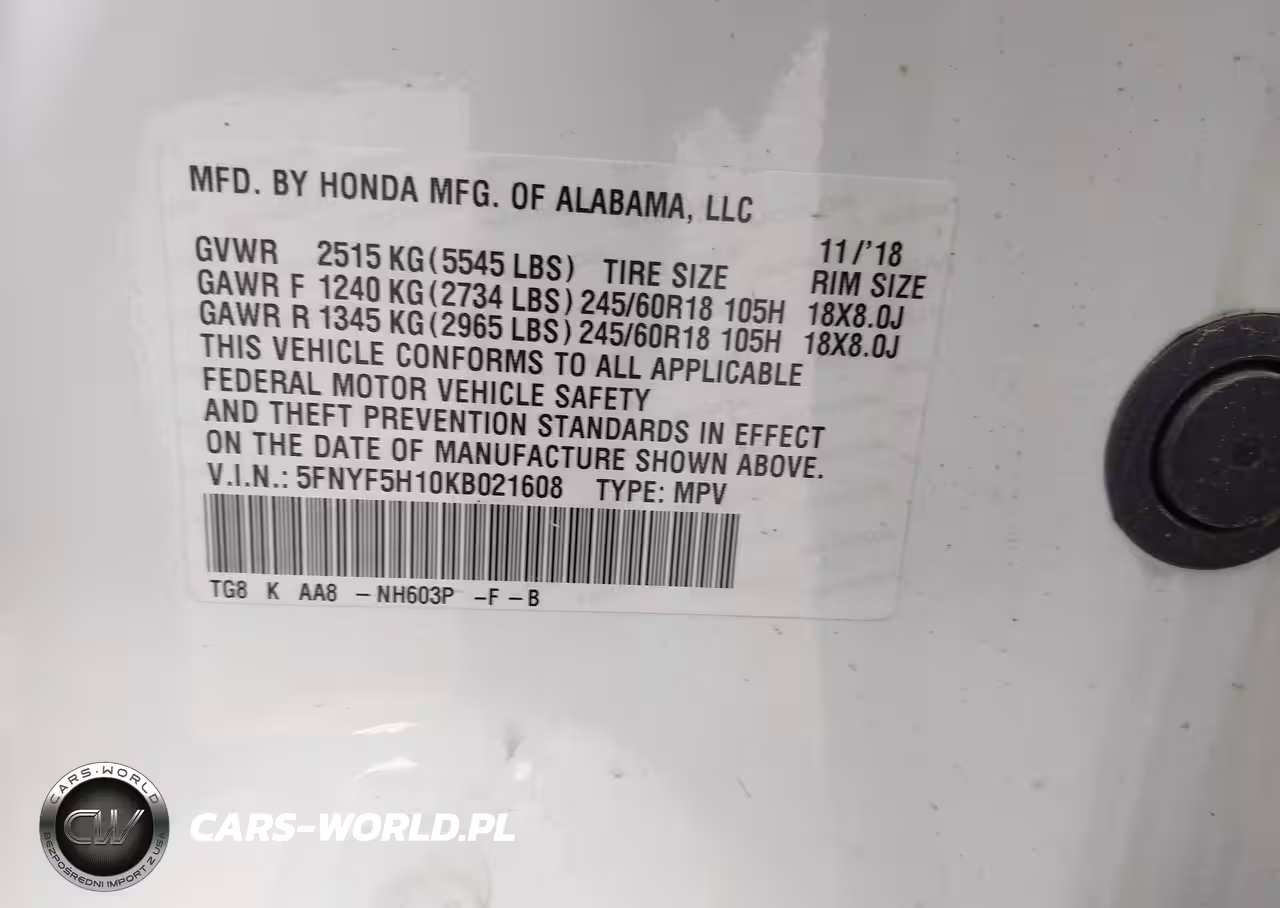 MFD. BY HONDA MFG. OF ALABAMA, LLC
11/'18
GVWR 2515 KG(5545 LBS) TIRE SIZE RIM SIZE
GAWR F 1240 KG(2734 LBS) 245/60R18 105H 18X8.0J
GAWR R 1345 KG(2965 LBS) 245/60R18 105H 18X8.0J
THIS VEHICLE CONFORMS TO ALL APPLICABLE
FEDERAL MOTOR VEHICLE SAFETY
AND THEFT PREVENTION STANDARDS IN EFFECT
ON THE DATE OF MANUFACTURE SHOWN ABOVE.
V.I.N.: 5FNYF5H10KB021608 TYPE: MPV
TG8 K AA8 –NH603P –F –B
CARS·WORLD
CW
BEZPOŚREDNI IMPORT Z USA
CARS-WORLD.PL